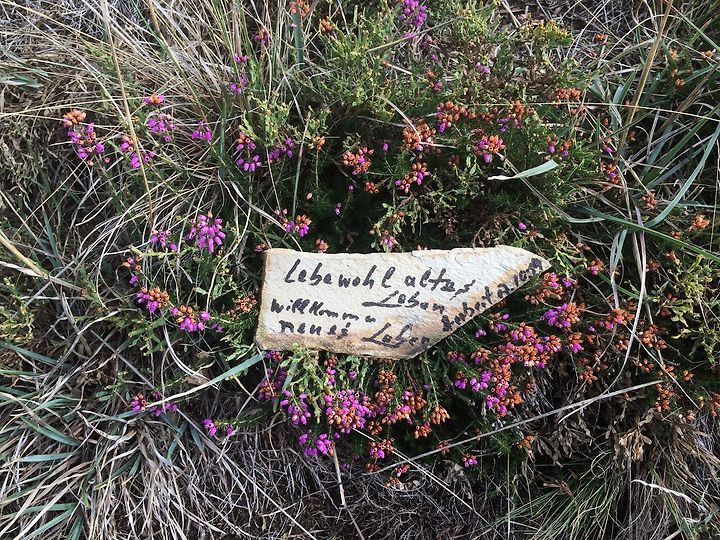 Lebewohl altes
Leben
Willkommen
neues Leben